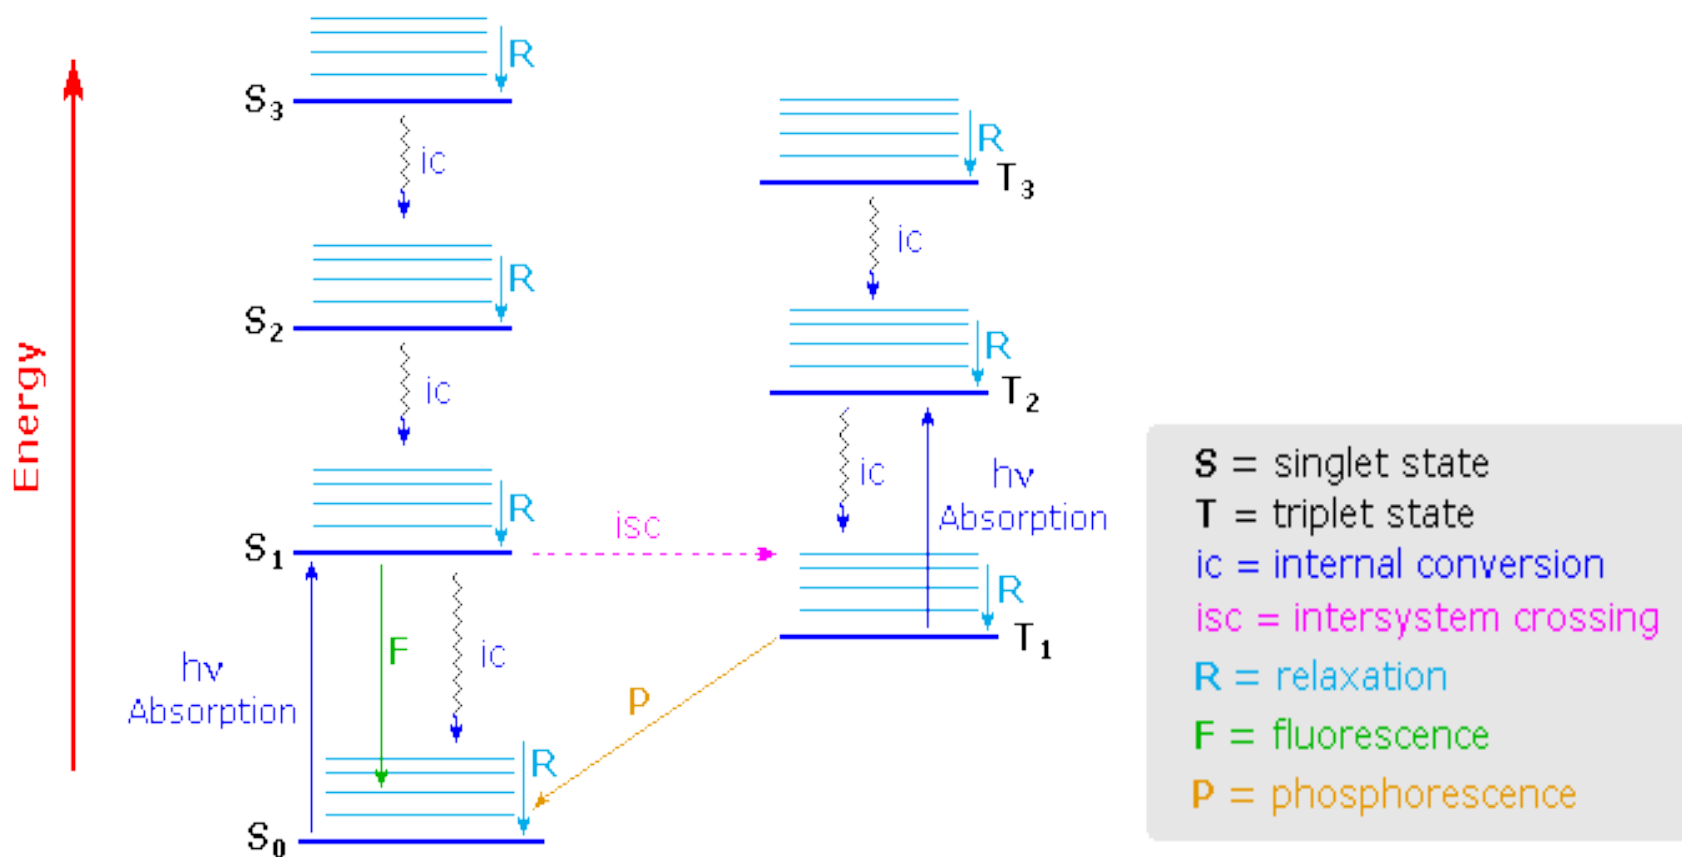 Energy
R
S3
ic
R
S2
ic
R
S1
isc
hν
Absorption
F
ic
R
S0
R
T3
ic
R
T2
ic
hν
Absorption
R
T1
P
S = singlet state
T = triplet state
ic = internal conversion
isc = intersystem crossing
R = relaxation
F = fluorescence
P = phosphorescence